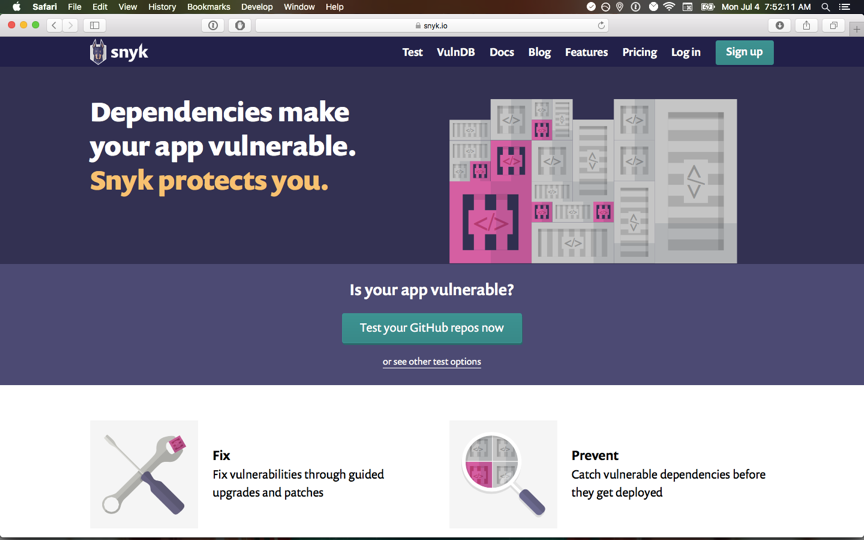 Safari File Edit View History Bookmarks Develop Window Help Mon Jul 4 7:52:11 AM
snyk.io
snyk Test VulnDB Docs Blog Features Pricing Log in Sign up
Dependencies make
your app vulnerable.
Snyk protects you.
Is your app vulnerable?
Test your GitHub repos now
or see other test options
Fix
Fix vulnerabilities through guided
upgrades and patches
Prevent
Catch vulnerable dependencies before
they get deployed